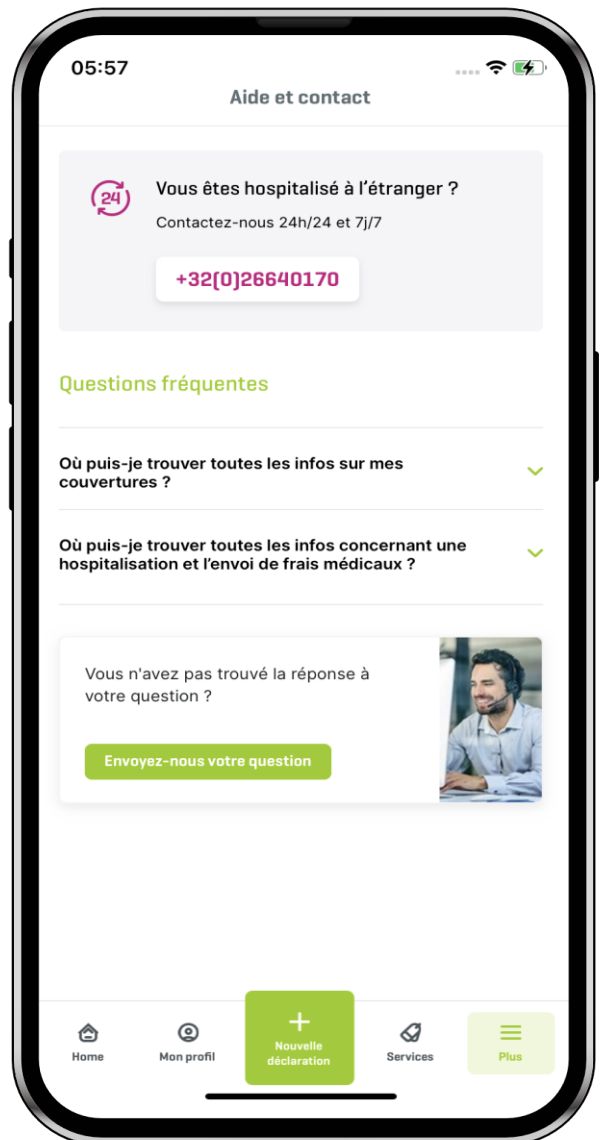 05:57
Aide et contact
24
Vous êtes hospitalisé à l'étranger ?
Contactez-nous 24h/24 et 7j/7
+32(0)26640170
Questions fréquentes
Où puis-je trouver toutes les infos sur mes
couvertures ?
Où puis-je trouver toutes les infos concernant une
hospitalisation et l'envoi de frais médicaux ?
Vous n'avez pas trouvé la réponse à
votre question ?
Envoyez-nous votre question
Home
Mon profil
Nouvelle
déclaration
Services
Plus